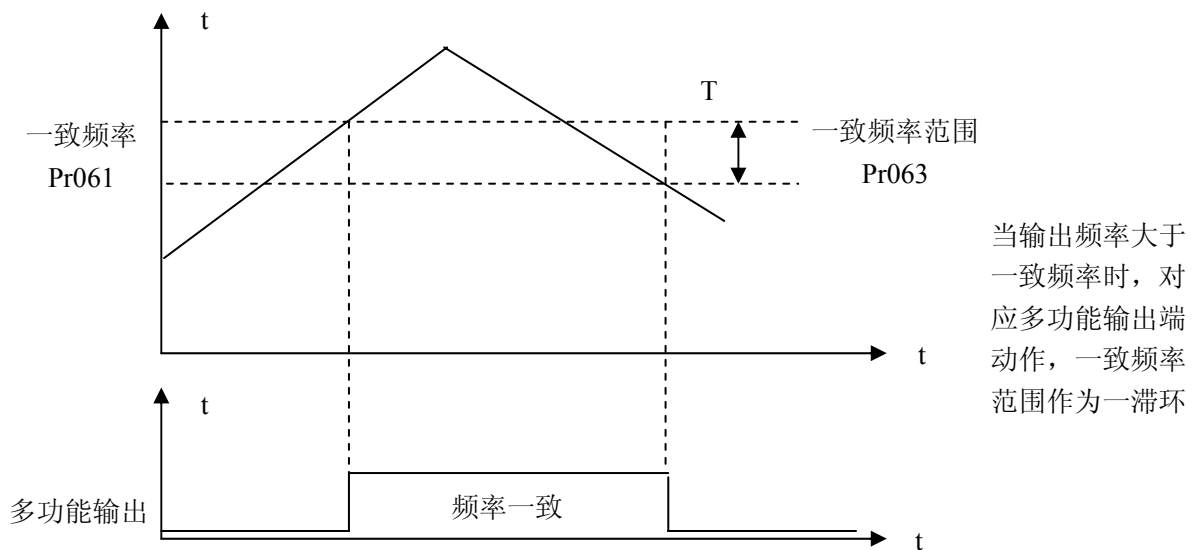 t
T
一致频率
Pr061
一致频率范围
Pr063
当输出频率大于
一致频率时，对
应多功能输出端
动作，一致频率
范围作为一滞环
t
t
多功能输出
频率一致
t